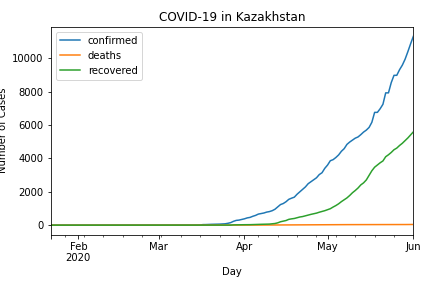 COVID-19 in Kazakhstan
confirmed
deaths
recovered
10000
8000
6000
4000
2000
0
Number of Cases
Feb
2020
Mar
Apr
May
Jun
Day